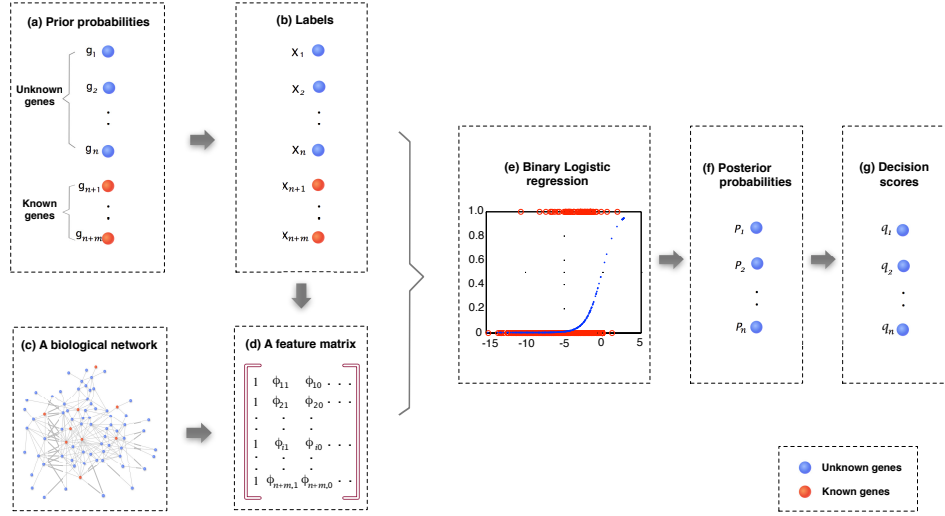 (a) Prior probabilities
g1
Unknown genes
g2
gn
gn+1
Known genes
gn+m
(b) Labels
X1
X2
Xn
Xn+1
Xn+m
(c) A biological network
(d) A feature matrix
1 ϕ11 ϕ10 · · ·
1 ϕ21 ϕ20 · · ·
1 ϕi1 ϕi0 · · ·
1 ϕn+m,1 ϕn+m,0 · · ·
(e) Binary Logistic
regression
1.0
0.8
0.6
0.4
0.2
0
-15 -10 -5 0 5
(f) Posterior
probabilities
P1
P2
Pn
(g) Decision
scores
q1
q2
qn
Unknown genes
Known genes